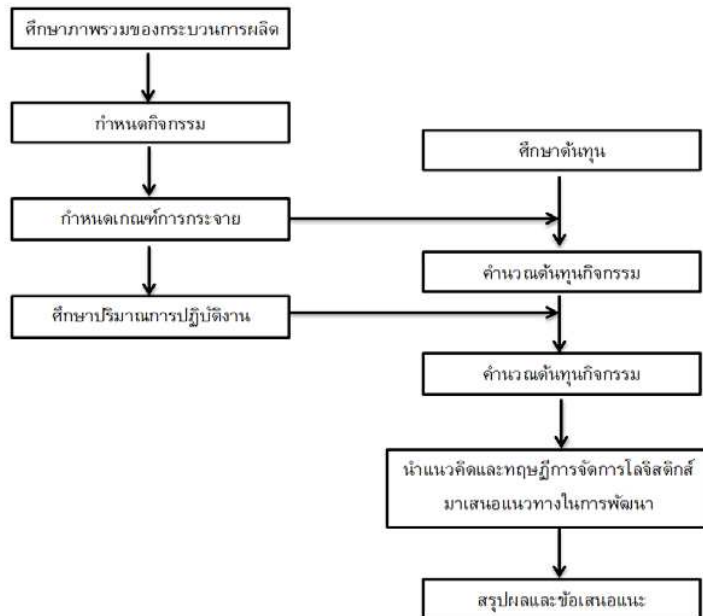 ศึกษาภาพรวมของกระบวนการผลิต
กำหนดกิจกรรม
กำหนดเกณฑ์การกระจาย
ศึกษาปริมาณการปฏิบัติงาน
ศึกษาต้นทุน
คำนวณต้นทุนกิจกรรม
คำนวณต้นทุนกิจกรรม
นำแนวคิดและทฤษฎีการจัดการโลจิสติกส์
มาเสนอแนวทางในการพัฒนา
สรุปผลและข้อเสนอแนะ